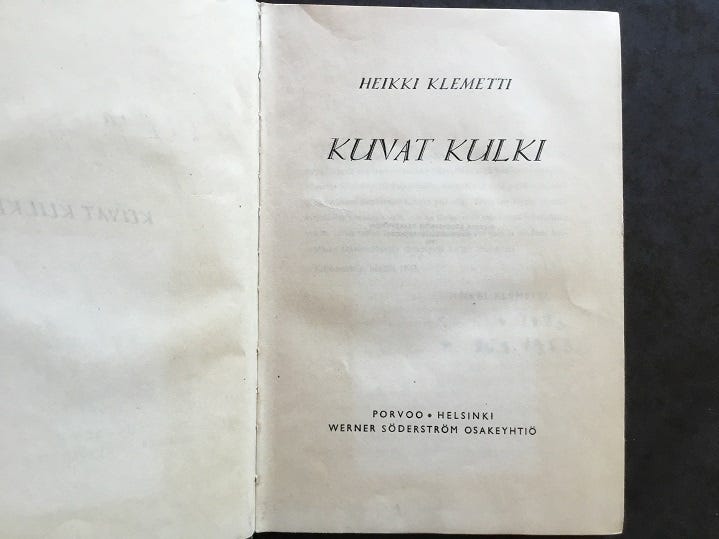 HEIKKI KLEMETTI
KUVAT KULKI
PORVOO • HELSINKI
WERNER SÖDERSTRÖM OSAKEYHTIÖ